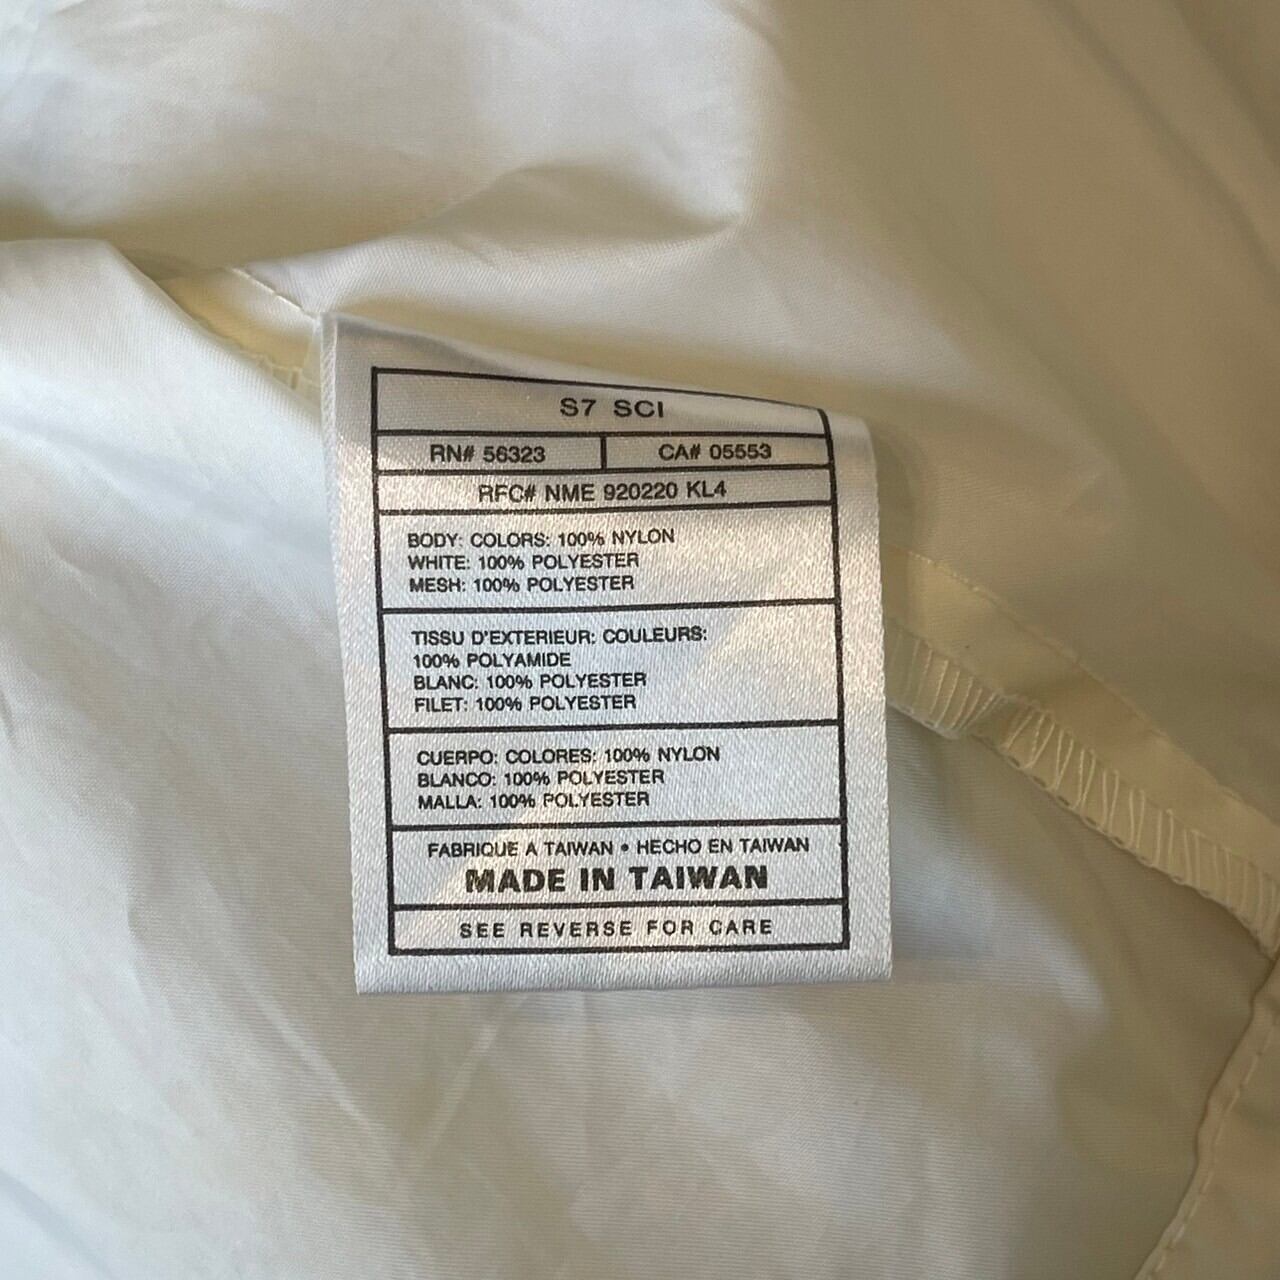 S7 SCI
RN# 56323 CA# 05553
RFC# NME 920220 KL4
BODY: COLORS: 100% NYLON
WHITE: 100% POLYESTER
MESH: 100% POLYESTER
TISSU D'EXTERIEUR: COULEURS:
100% POLYAMIDE
BLANC: 100% POLYESTER
FILET: 100% POLYESTER
CUERPO: COLORES: 100% NYLON
BLANCO: 100% POLYESTER
MALLA: 100% POLYESTER
FABRIQUE A TAIWAN • HECHO EN TAIWAN
MADE IN TAIWAN
SEE REVERSE FOR CARE